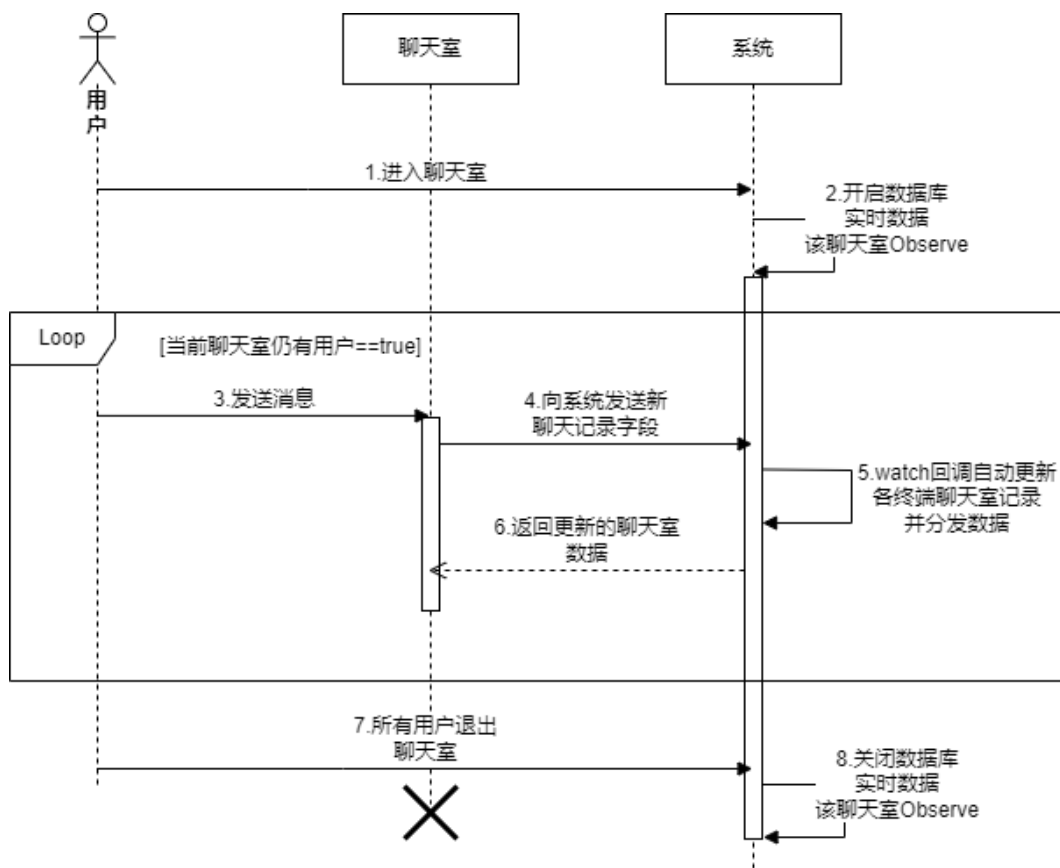 聊天室
系统
用
户
1.进入聊天室
2.开启数据库
实时数据
该聊天室Observe
Loop
[当前聊天室仍有用户==true]
3.发送消息
4.向系统发送新
聊天记录字段
5.watch回调自动更新
各终端聊天室记录
并分发数据
6.返回更新的聊天室
数据
7.所有用户退出
聊天室
8.关闭数据库
实时数据
该聊天室Observe